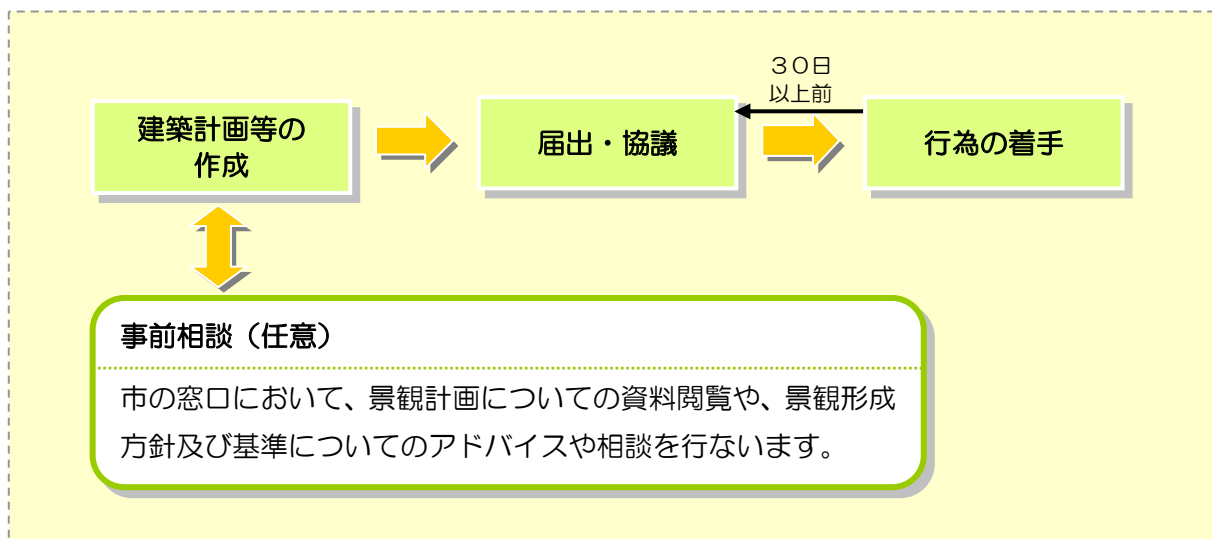 30日
以上前
建築計画等の
作成
届出・協議
行為の着手
事前相談（任意）
市の窓口において、景観計画についての資料閲覧や、景観形成
方針及び基準についてのアドバイスや相談を行ないます。